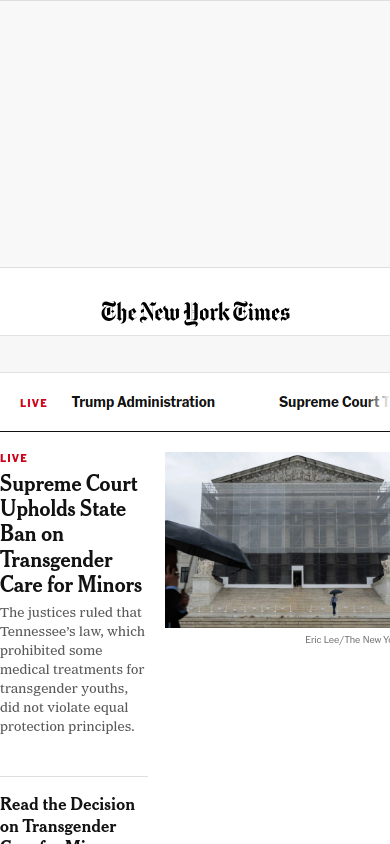 The New York Times
LIVE Trump Administration Supreme Court
LIVE
Supreme Court
Upholds State
Ban on
Transgender
Care for Minors
The justices ruled that
Tennessee's law, which
prohibited some
medical treatments for
transgender youths,
did not violate equal
protection principles.
Eric Lee/The New
Read the Decision
on Transgender